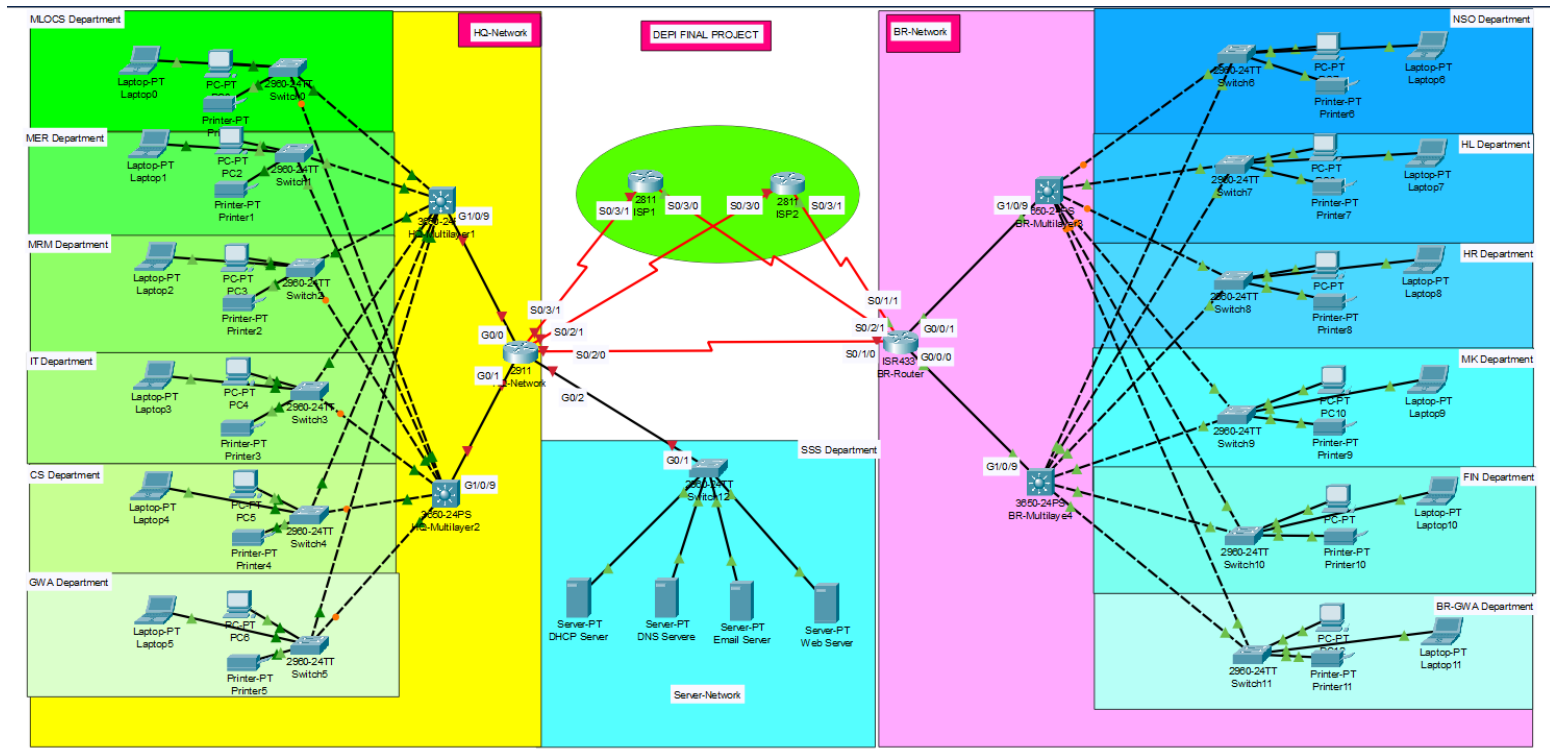 MLOCS Department
HQ-Network
DEPI FINAL PROJECT
BR-Network
NSO Department
Laptop-PT
Laptop0
PC-PT
2960-24TT
Switch0
Printer-PT
MER Department
Laptop-PT
Laptop1
PC-PT
PC2
2960-24TT
Switch1
Printer-PT
Printer1
MRM Department
Laptop-PT
Laptop2
PC-PT
PC3
2960-24TT
Switch2
Printer-PT
Printer2
IT Department
Laptop-PT
Laptop3
PC-PT
PC4
2960-24TT
Switch3
Printer-PT
Printer3
CS Department
Laptop-PT
Laptop4
PC-PT
PC5
2960-24TT
Switch4
Printer-PT
Printer4
GWA Department
Laptop-PT
Laptop5
PC-PT
PC6
2960-24TT
Switch5
Printer-PT
Printer5
G1/0/9
HQ-Multilayer1
G1/0/9
3650-24PS
HQ-Multilayer2
G0/0
G0/1
2911
G0/2
S0/3/1
S0/2/1
S0/2/0
2811
ISP1
S0/3/1
S0/3/0
2811
ISP2
S0/3/0
S0/3/1
S0/1/1
S0/2/1
S0/1/0
G0/0/1
G0/0/0
ISR433
BR-Router
SSS Department
G0/1
2960-24TT
Switch12
Server-PT
DHCP Server
Server-PT
DNS Servere
Server-PT
Email Server
Server-PT
Web Server
Server-Network
G1/0/9
BR-Multilayer3
G1/0/9
3650-24PS
BR-Multilaye4
2960-24TT
Switch6
PC-PT
Laptop-PT
Laptop6
Printer-PT
Printer6
HL Department
2960-24TT
Switch7
PC-PT
Laptop-PT
Laptop7
Printer-PT
Printer7
HR Department
2960-24TT
Switch8
PC-PT
Laptop-PT
Laptop8
Printer-PT
Printer8
MK Department
2960-24TT
Switch9
PC-PT
PC10
Laptop-PT
Laptop9
Printer-PT
Printer9
FIN Department
2960-24TT
Switch10
PC-PT
Laptop-PT
Laptop10
Printer-PT
Printer10
BR-GWA Department
2960-24TT
Switch11
PC-PT
Laptop-PT
Laptop11
Printer-PT
Printer11